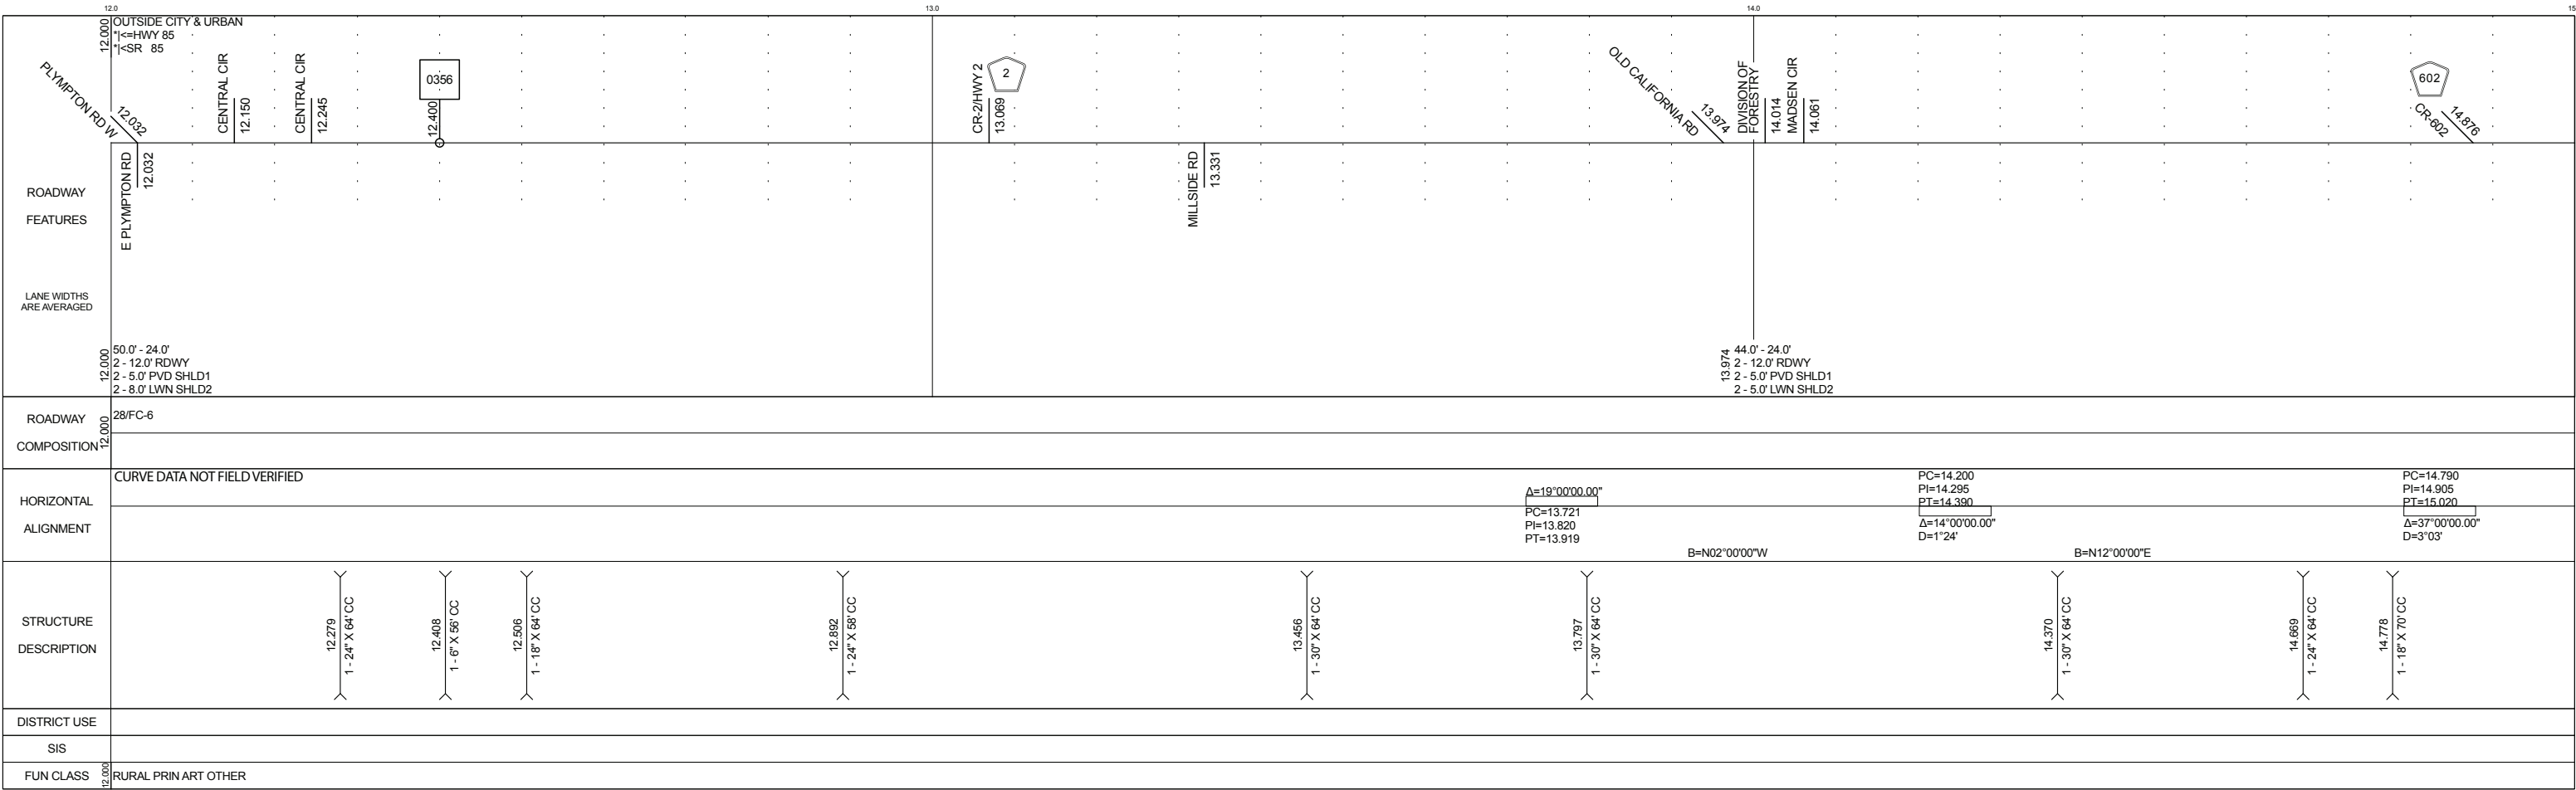 12.0
13.0
14.0
15
12.000
OUTSIDE CITY & URBAN
*|<=HWY 85
*|<SR 85
PLYMPTON RD W
12.032
CENTRAL CIR
12.150
CENTRAL CIR
12.245
0356
12.400
CR-2/HWY 2
13.069
2
OLD CALIFORNIA RD
13.974
DIVISION OF
FORESTRY
14.014
MADSEN CIR
14.061
602
CR-602
14.876
E PLYMPTON RD
12.032
MILLSIDE RD
13.331
ROADWAY
FEATURES
LANE WIDTHS
ARE AVERAGED
12.000
50.0' - 24.0'
2 - 12.0' RDWY
2 - 5.0' PVD SHLD1
2 - 8.0' LWN SHLD2
13.974
44.0' - 24.0'
2 - 12.0' RDWY
2 - 5.0' PVD SHLD1
2 - 5.0' LWN SHLD2
ROADWAY
COMPOSITION
12.000
28/FC-6
HORIZONTAL
ALIGNMENT
CURVE DATA NOT FIELD VERIFIED
Δ=19°00'00.00"
PC=13.721
PI=13.820
PT=13.919
B=N02°00'00"W
PC=14.200
PI=14.295
PT=14.390
Δ=14°00'00.00"
D=1°24'
B=N12°00'00"E
PC=14.790
PI=14.905
PT=15.020
Δ=37°00'00.00"
D=3°03'
STRUCTURE
DESCRIPTION
12.279
1 - 24" X 64' CC
12.408
1 - 6" X 56' CC
12.506
1 - 18" X 64' CC
12.892
1 - 24" X 58' CC
13.456
1 - 30" X 64' CC
13.797
1 - 30" X 64' CC
14.370
1 - 30" X 64' CC
14.669
1 - 24" X 64' CC
14.778
1 - 18" X 70' CC
DISTRICT USE
SIS
FUN CLASS
12.000
RURAL PRIN ART OTHER